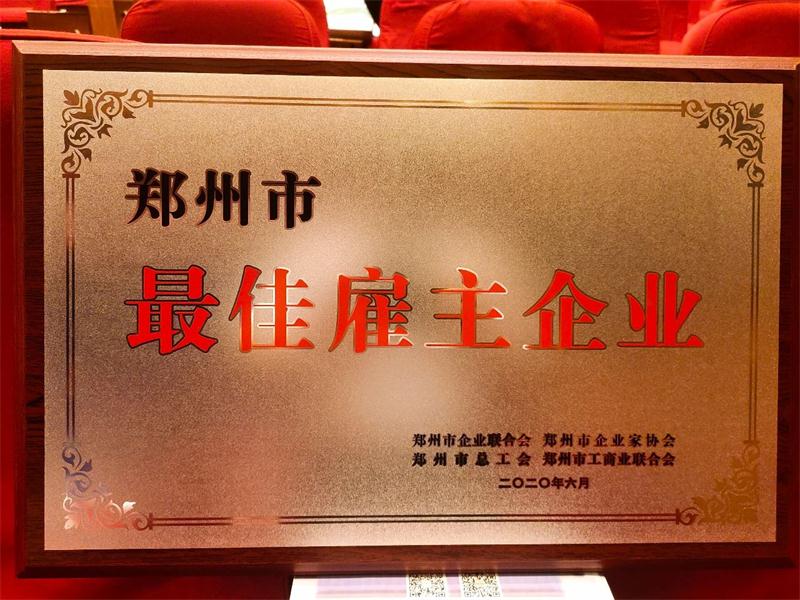 郑州市
最佳雇主企业
郑州市企业联合会 郑州市企业家协会
郑州市总工会 郑州市工商业联合会
二〇二〇年六月